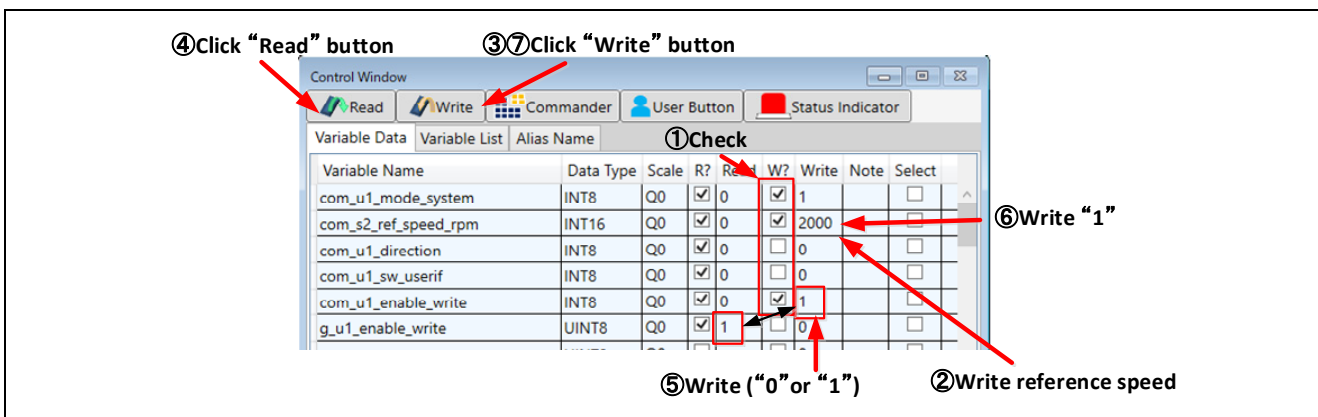 ④Click “Read” button ③⑦Click “Write” button
Control Window
Read Write Commander User Button Status Indicator
Variable Data Variable List Alias Name
①Check
Variable Name Data Type Scale R? Read W? Write Note Select
com_u1_mode_system INT8 Q0 0 1
com_s2_ref_speed_rpm INT16 Q0 0 2000
⑥Write “1”
com_u1_direction INT8 Q0 0 0
com_u1_sw_userif INT8 Q0 0 0
com_u1_enable_write INT8 Q0 0 1
g_u1_enable_write UINT8 Q0 1 0
⑤Write (“0”or “1”) ②Write reference speed